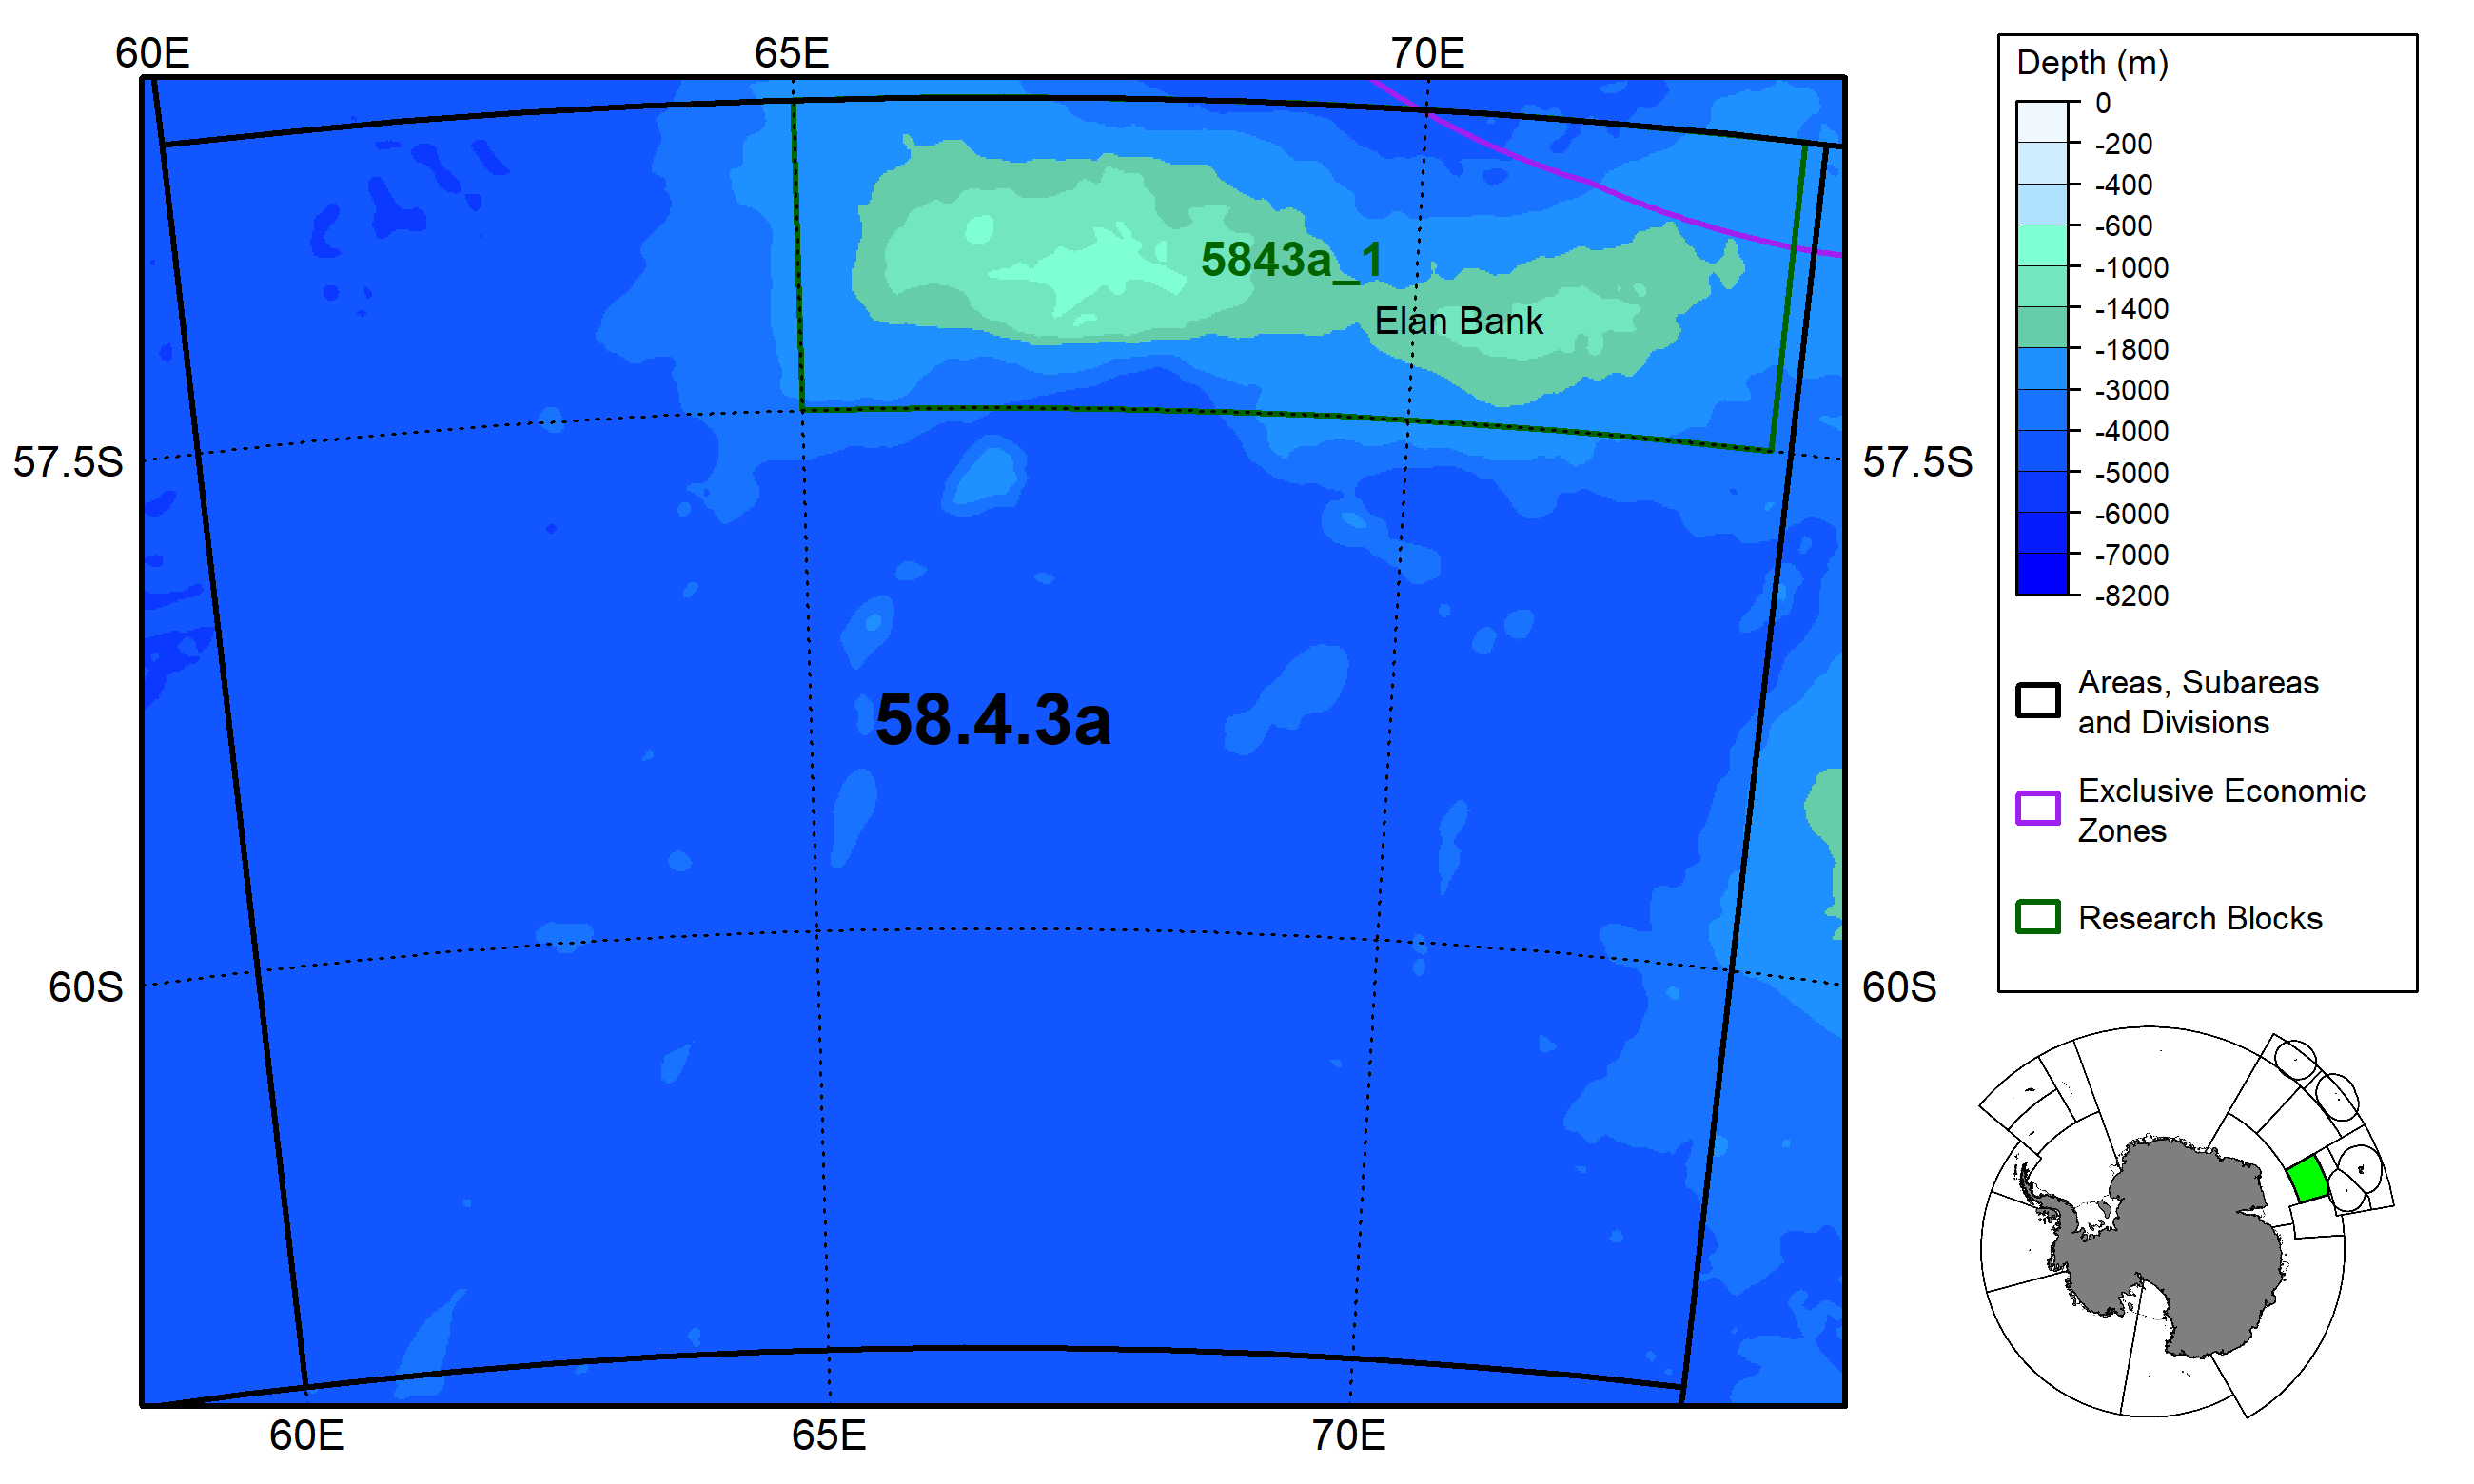 60E 65E 70E
57.5S 57.5S
60S 60S
60E 65E 70E
5843a_1
Elan Bank
58.4.3a
Depth (m)
0
-200
-400
-600
-1000
-1400
-1800
-3000
-4000
-5000
-6000
-7000
-8200
Areas, Subareas
and Divisions
Exclusive Economic
Zones
Research Blocks